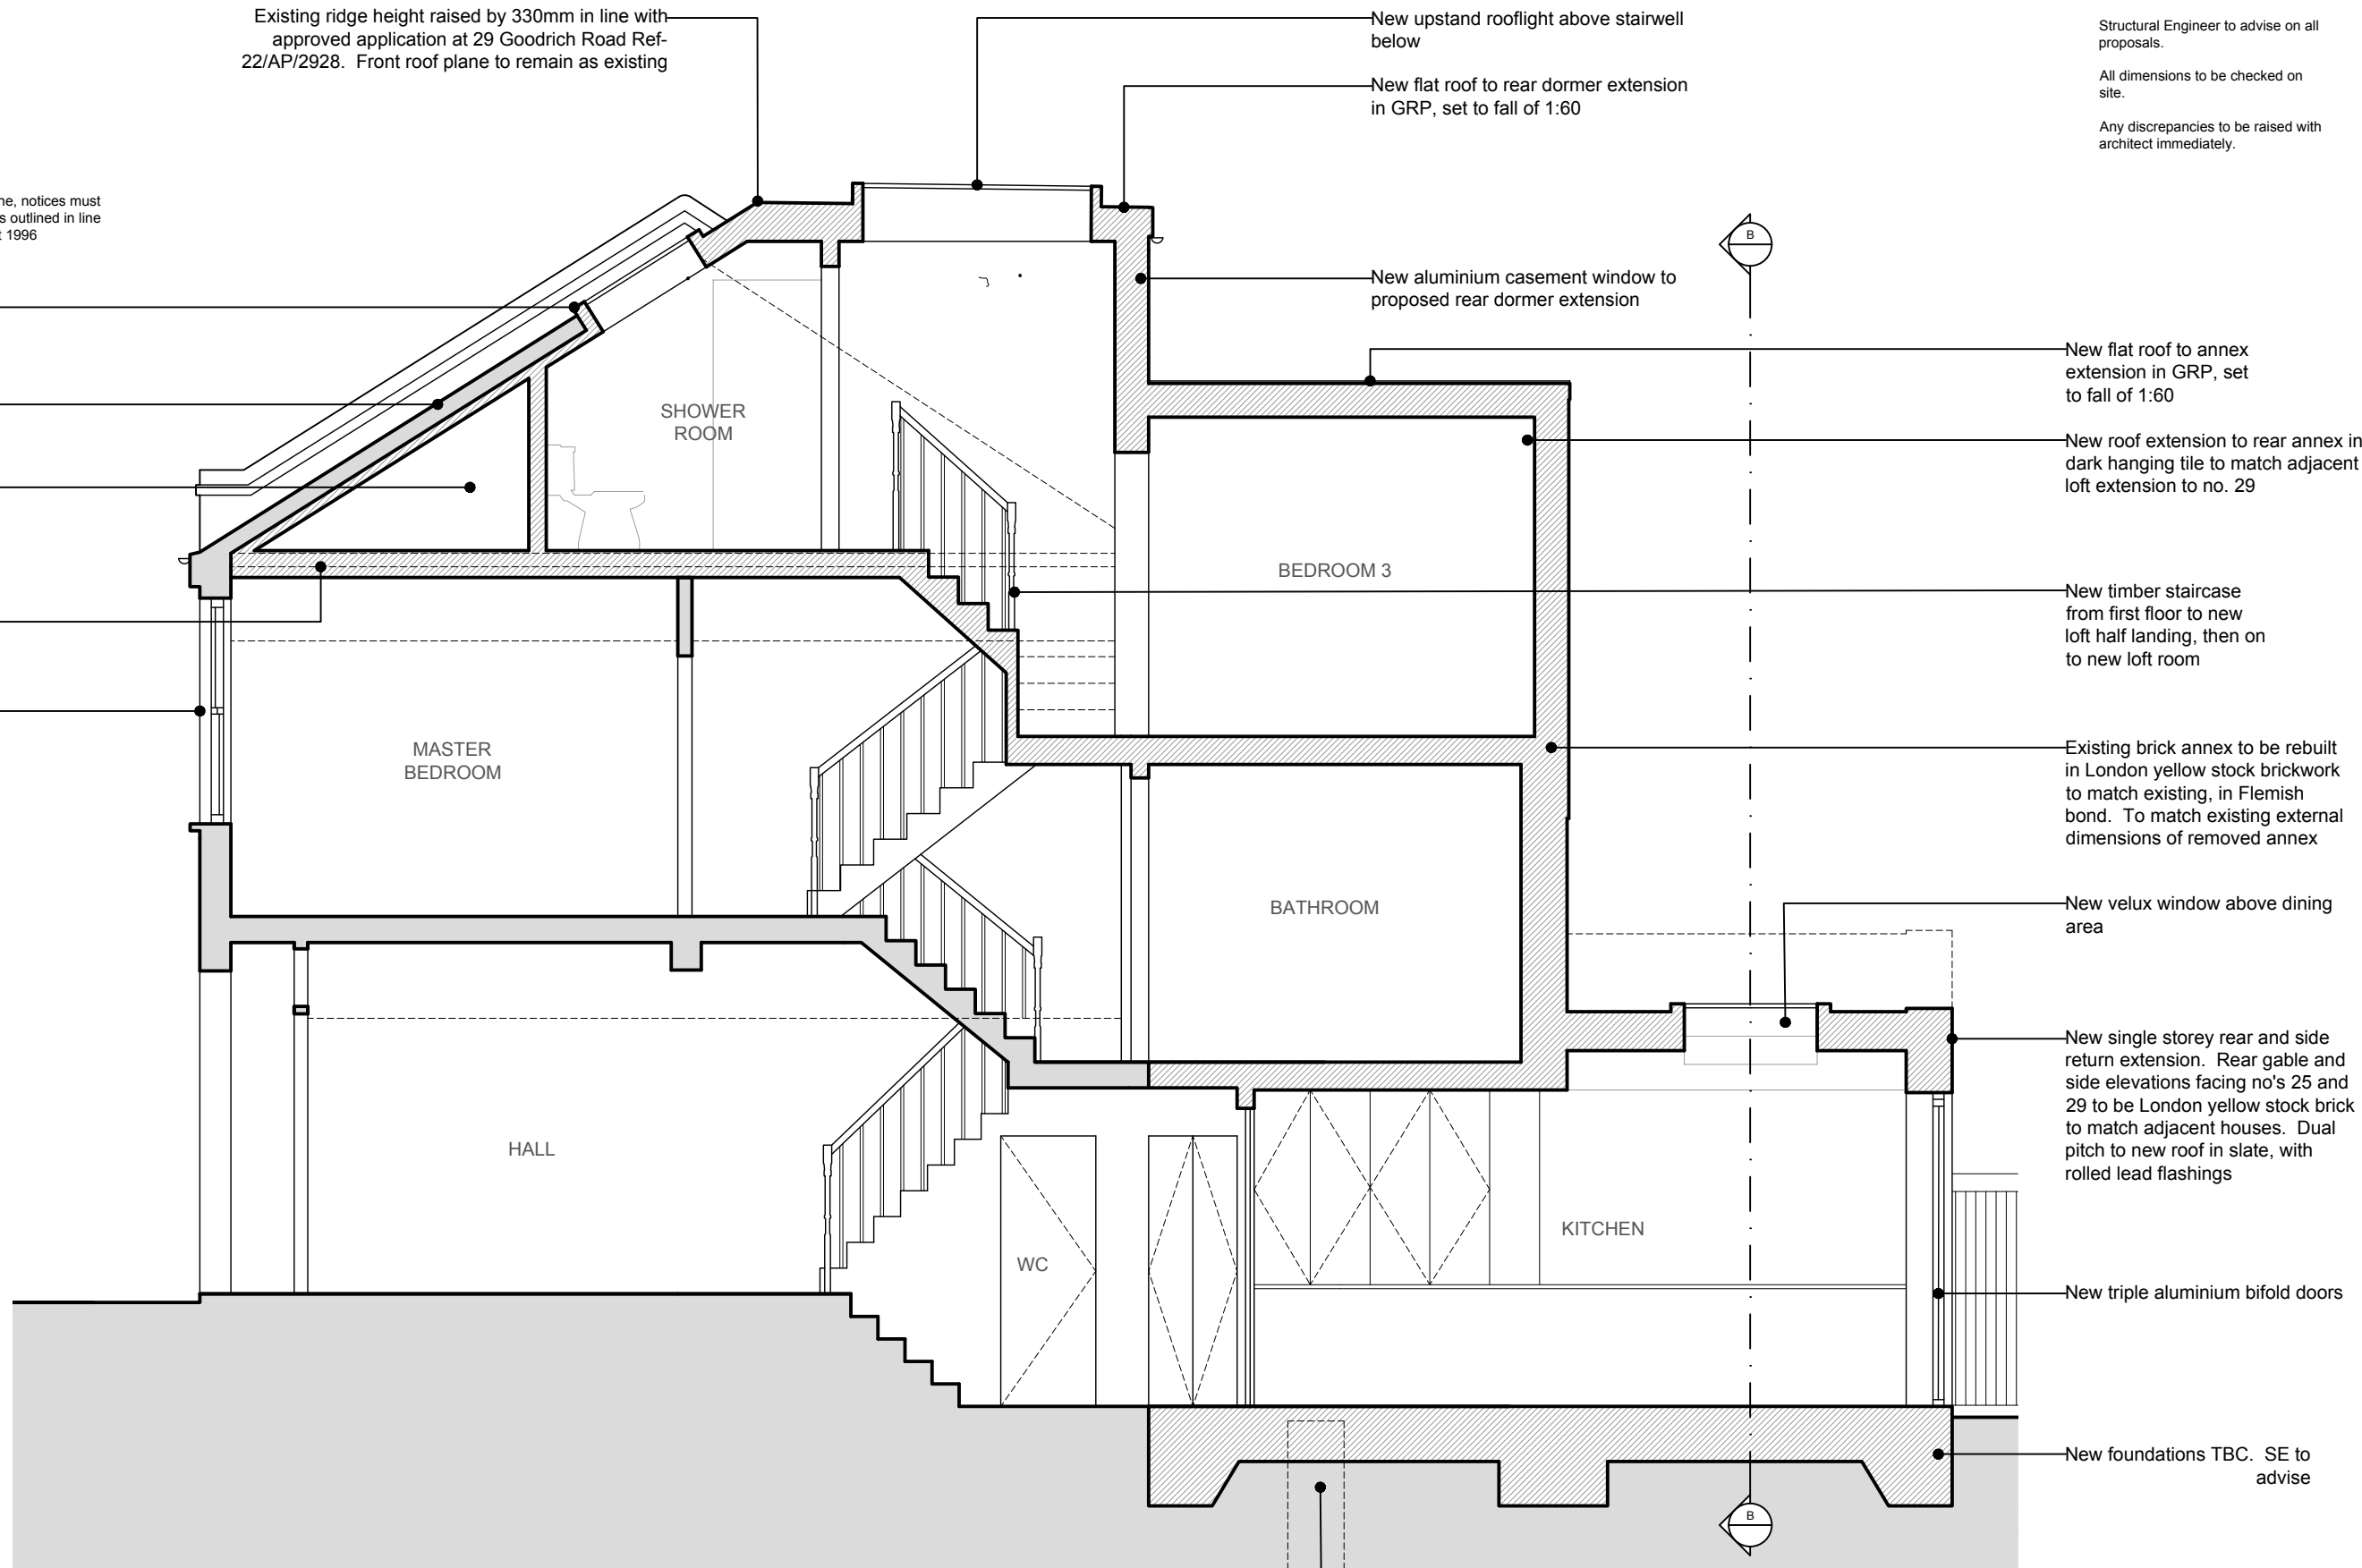 Existing ridge height raised by 330mm in line with
approved application at 29 Goodrich Road Ref-
22/AP/2928. Front roof plane to remain as existing
New upstand rooflight above stairwell
below
New flat roof to rear dormer extension
in GRP, set to fall of 1:60
Structural Engineer to advise on all
proposals.
All dimensions to be checked on
site.
Any discrepancies to be raised with
architect immediately.
notices must
outlined in line
1996
B
New aluminium casement window to
proposed rear dormer extension
New flat roof to annex
extension in GRP, set
to fall of 1:60
New roof extension to rear annex in
dark hanging tile to match adjacent
loft extension to no. 29
SHOWER
ROOM
BEDROOM 3
New timber staircase
from first floor to new
loft half landing, then on
to new loft room
MASTER
BEDROOM
Existing brick annex to be rebuilt
in London yellow stock brickwork
to match existing, in Flemish
bond. To match existing external
dimensions of removed annex
BATHROOM
New velux window above dining
area
New single storey rear and side
return extension. Rear gable and
side elevations facing no's 25 and
29 to be London yellow stock brick
to match adjacent houses. Dual
pitch to new roof in slate, with
rolled lead flashings
HALL
WC
KITCHEN
New triple aluminium bifold doors
New foundations TBC. SE to
advise
B